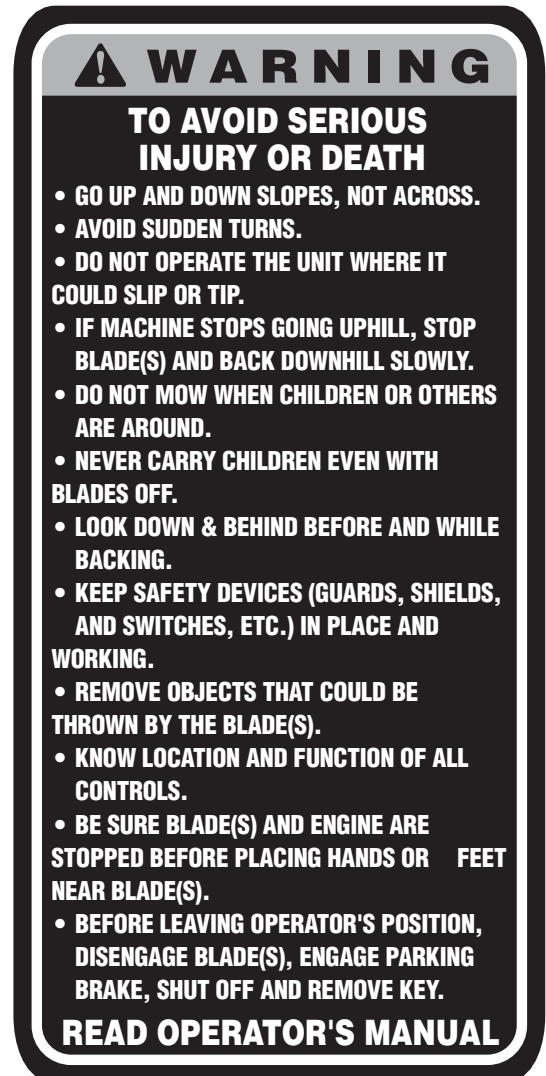 WARNING
TO AVOID SERIOUS
INJURY OR DEATH
• GO UP AND DOWN SLOPES, NOT ACROSS.
• AVOID SUDDEN TURNS.
• DO NOT OPERATE THE UNIT WHERE IT
COULD SLIP OR TIP.
• IF MACHINE STOPS GOING UPHILL, STOP
BLADE(S) AND BACK DOWNHILL SLOWLY.
• DO NOT MOW WHEN CHILDREN OR OTHERS
ARE AROUND.
• NEVER CARRY CHILDREN EVEN WITH
BLADES OFF.
• LOOK DOWN & BEHIND BEFORE AND WHILE
BACKING.
• KEEP SAFETY DEVICES (GUARDS, SHIELDS,
AND SWITCHES, ETC.) IN PLACE AND
WORKING.
• REMOVE OBJECTS THAT COULD BE
THROWN BY THE BLADE(S).
• KNOW LOCATION AND FUNCTION OF ALL
CONTROLS.
• BE SURE BLADE(S) AND ENGINE ARE
STOPPED BEFORE PLACING HANDS OR FEET
NEAR BLADE(S).
• BEFORE LEAVING OPERATOR'S POSITION,
DISENGAGE BLADE(S), ENGAGE PARKING
BRAKE, SHUT OFF AND REMOVE KEY.
READ OPERATOR'S MANUAL